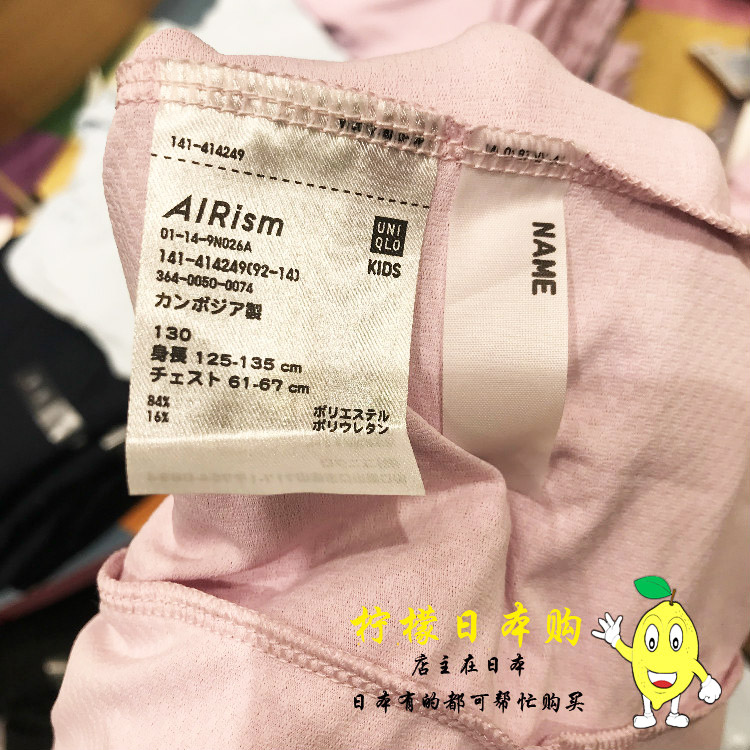 141-414249
AIRism
01-14-9N026A
141-414249(92-14)
364-0050-0074
カンボジア製
UNI
QLO
KIDS
130
身長 125-135 cm
チェスト 61-67 cm
84% ポリエステル
16% ポリウレタン
NAME
柠檬日本购
店主在日本
日本有的都可帮忙购买